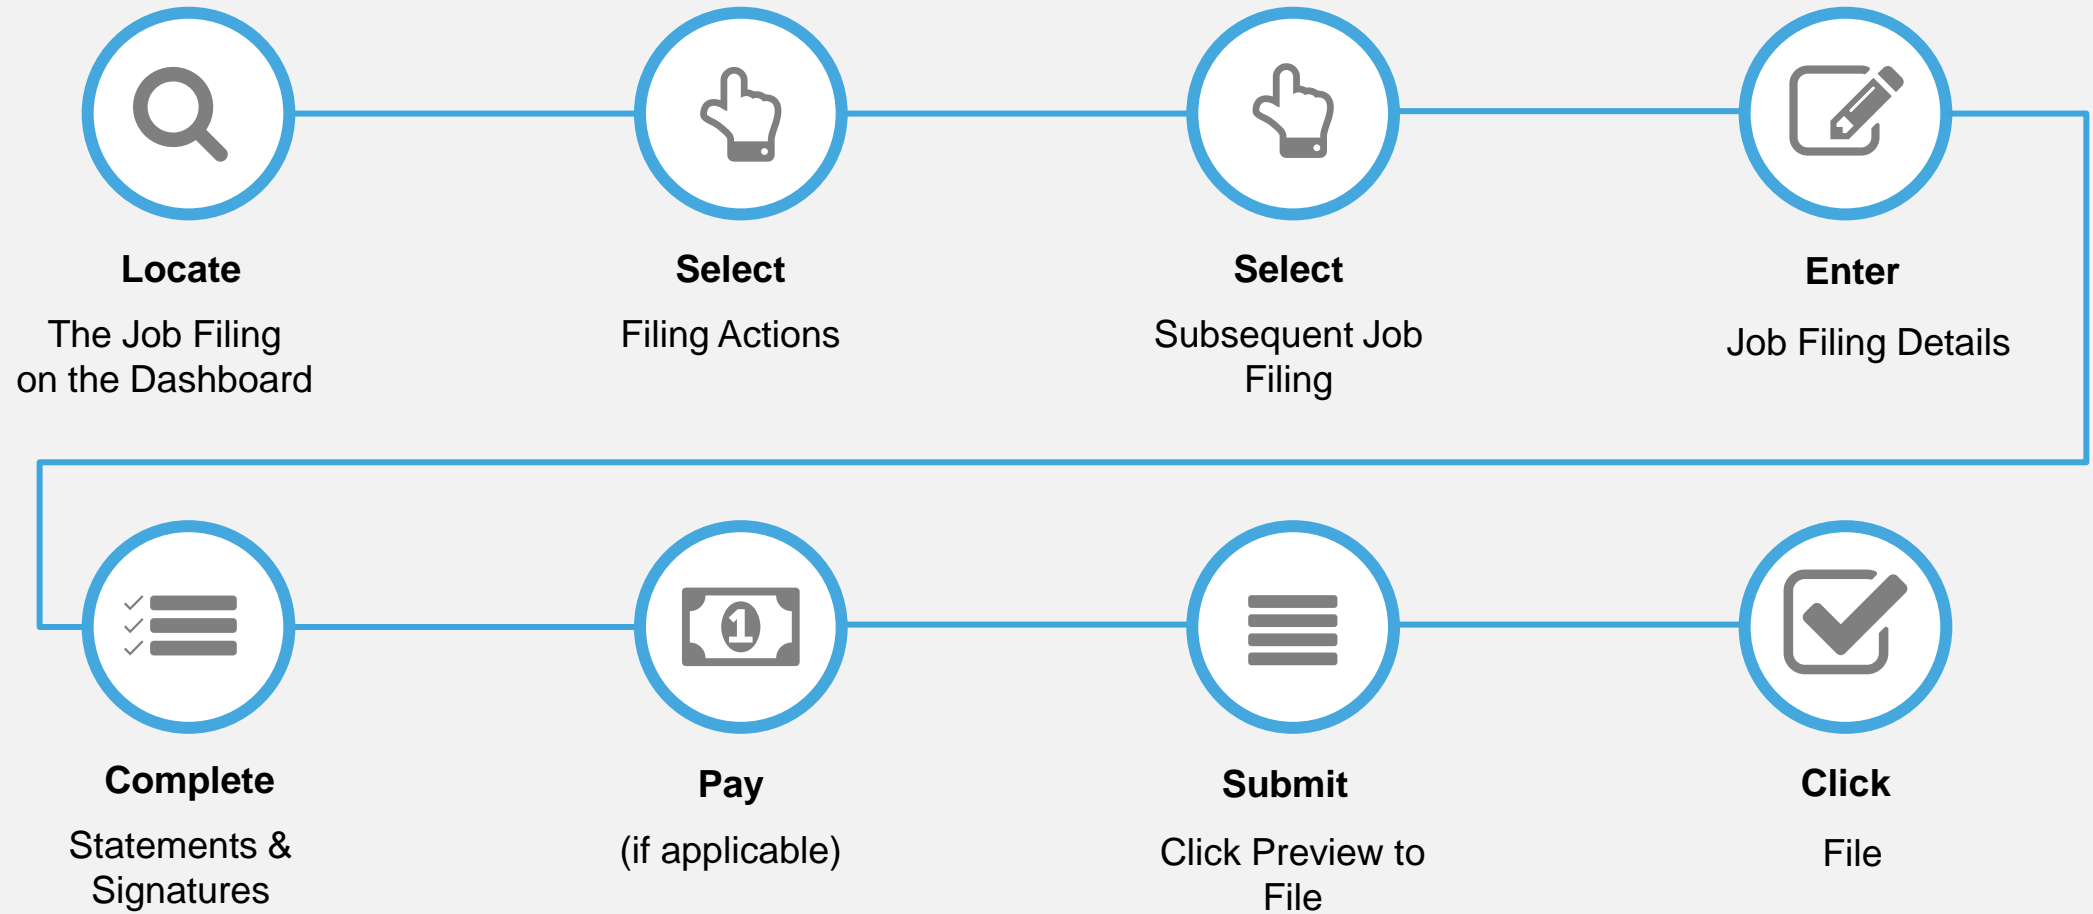 Locate
The Job Filing
on the Dashboard
Select
Filing Actions
Select
Subsequent Job
Filing
Enter
Job Filing Details
Complete
Statements &
Signatures
1
Pay
(if applicable)
Submit
Click Preview to
File
Click
File